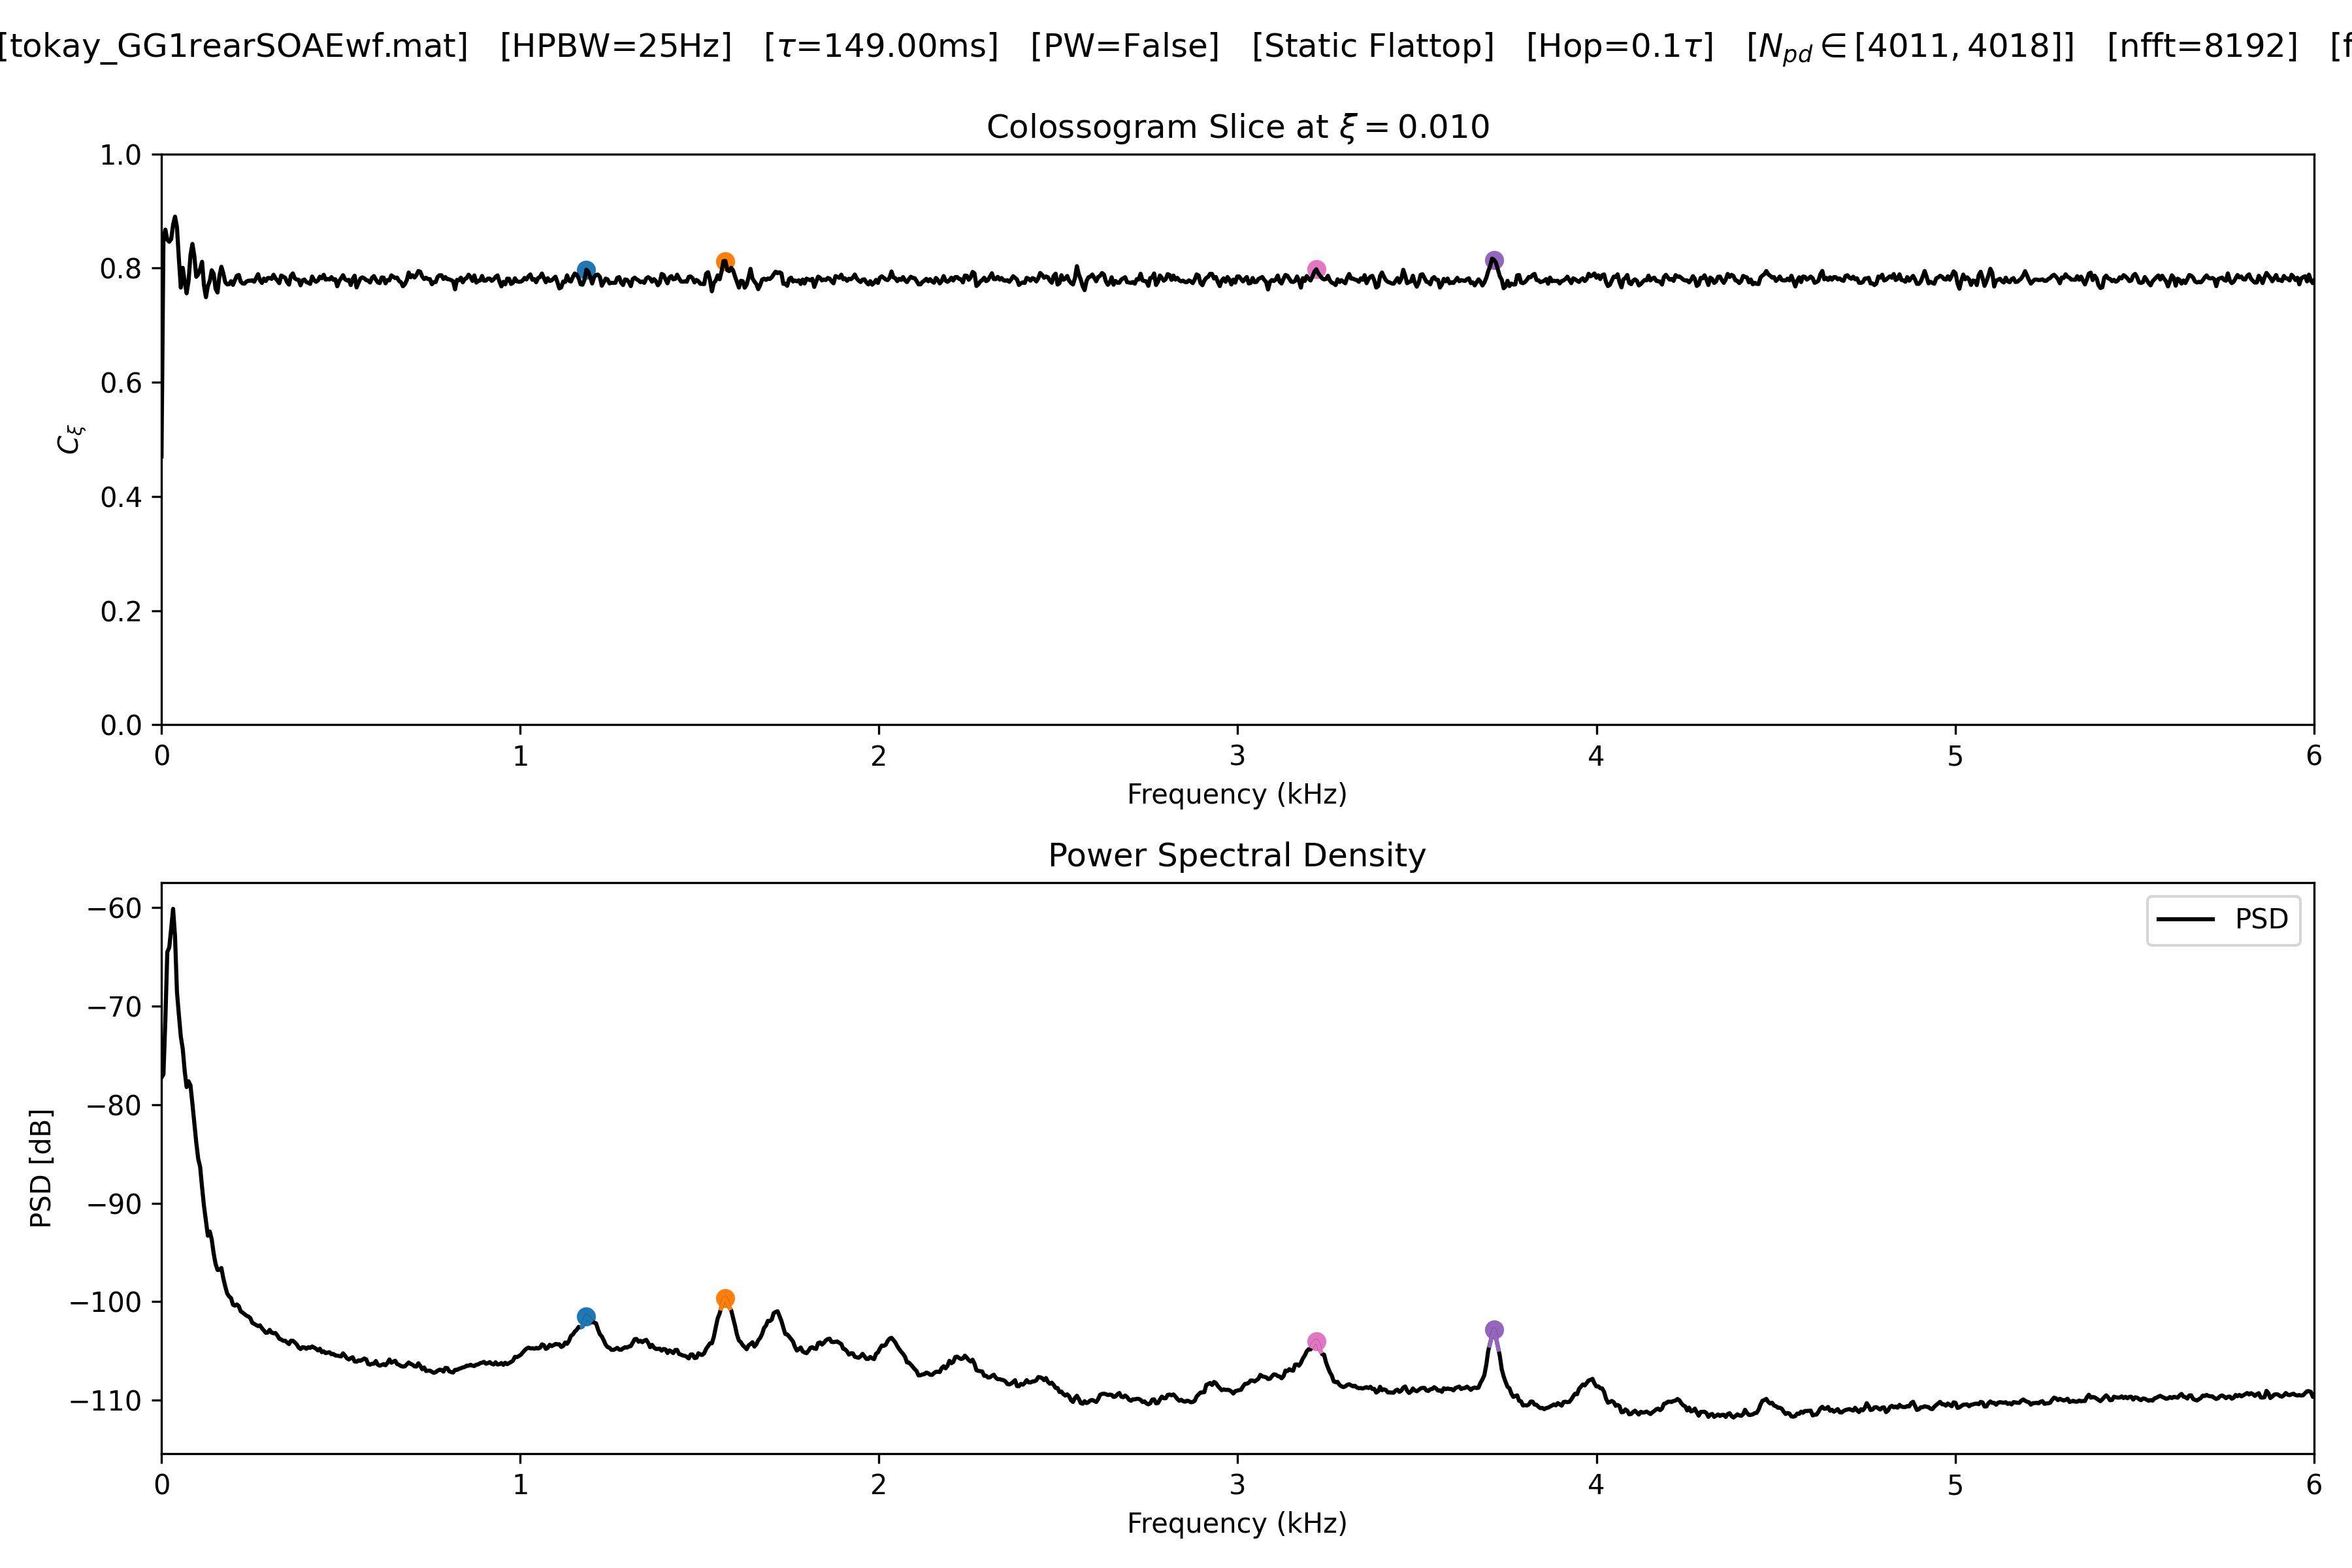 [tokay_GG1rearSOAEwf.mat] [HPBW=25Hz] [τ=149.00ms] [PW=False] [Static Flattop] [Hop=0.1τ] [N_pd ∈ [4011, 4018]] [nfft=8192] [f
Colossogram Slice at ξ = 0.010
1.0
0.8
0.6
0.4
0.2
0.0
C_ξ
0 1 2 3 4 5 6
Frequency (kHz)
Power Spectral Density
PSD
−60
−70
−80
−90
−100
−110
PSD [dB]
0 1 2 3 4 5 6
Frequency (kHz)